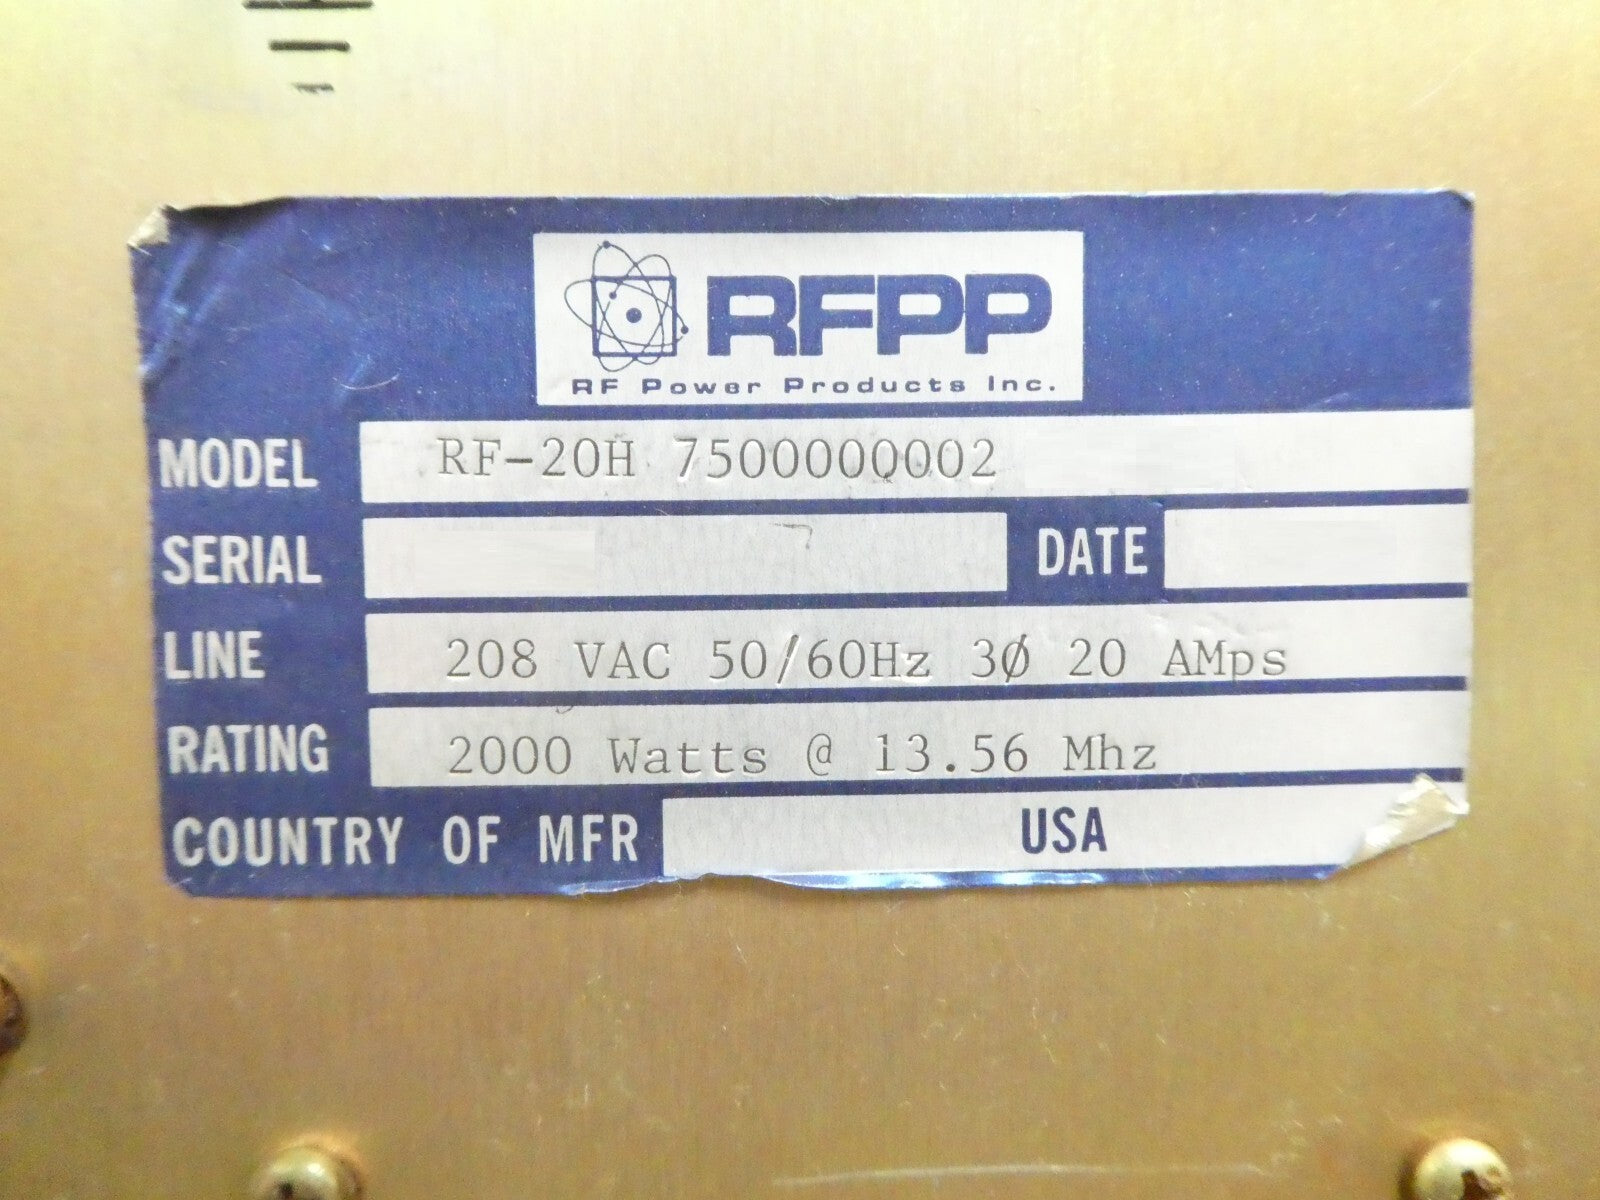 RFPP
RF Power Products Inc.
MODEL RF-20H 7500000002
SERIAL DATE
LINE 208 VAC 50/60Hz 3Ø 20 AMps
RATING 2000 Watts @ 13.56 Mhz
COUNTRY OF MFR USA